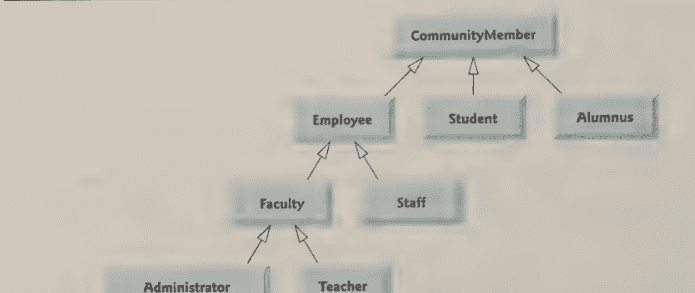 CommunityMember
Employee
Student
Alumnus
Faculty
Staff
Administrator
Teacher